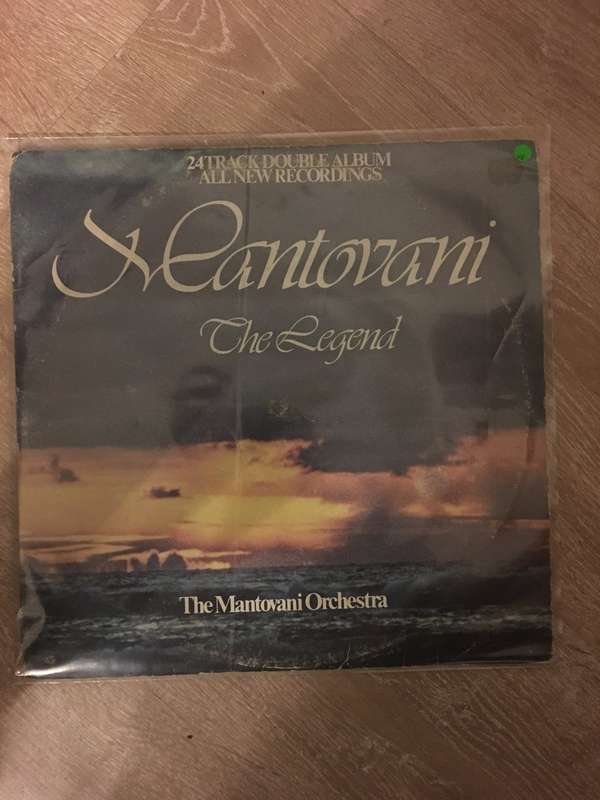 24 TRACK DOUBLE ALBUM
ALL NEW RECORDINGS
Mantovani
The Legend
The Mantovani Orchestra